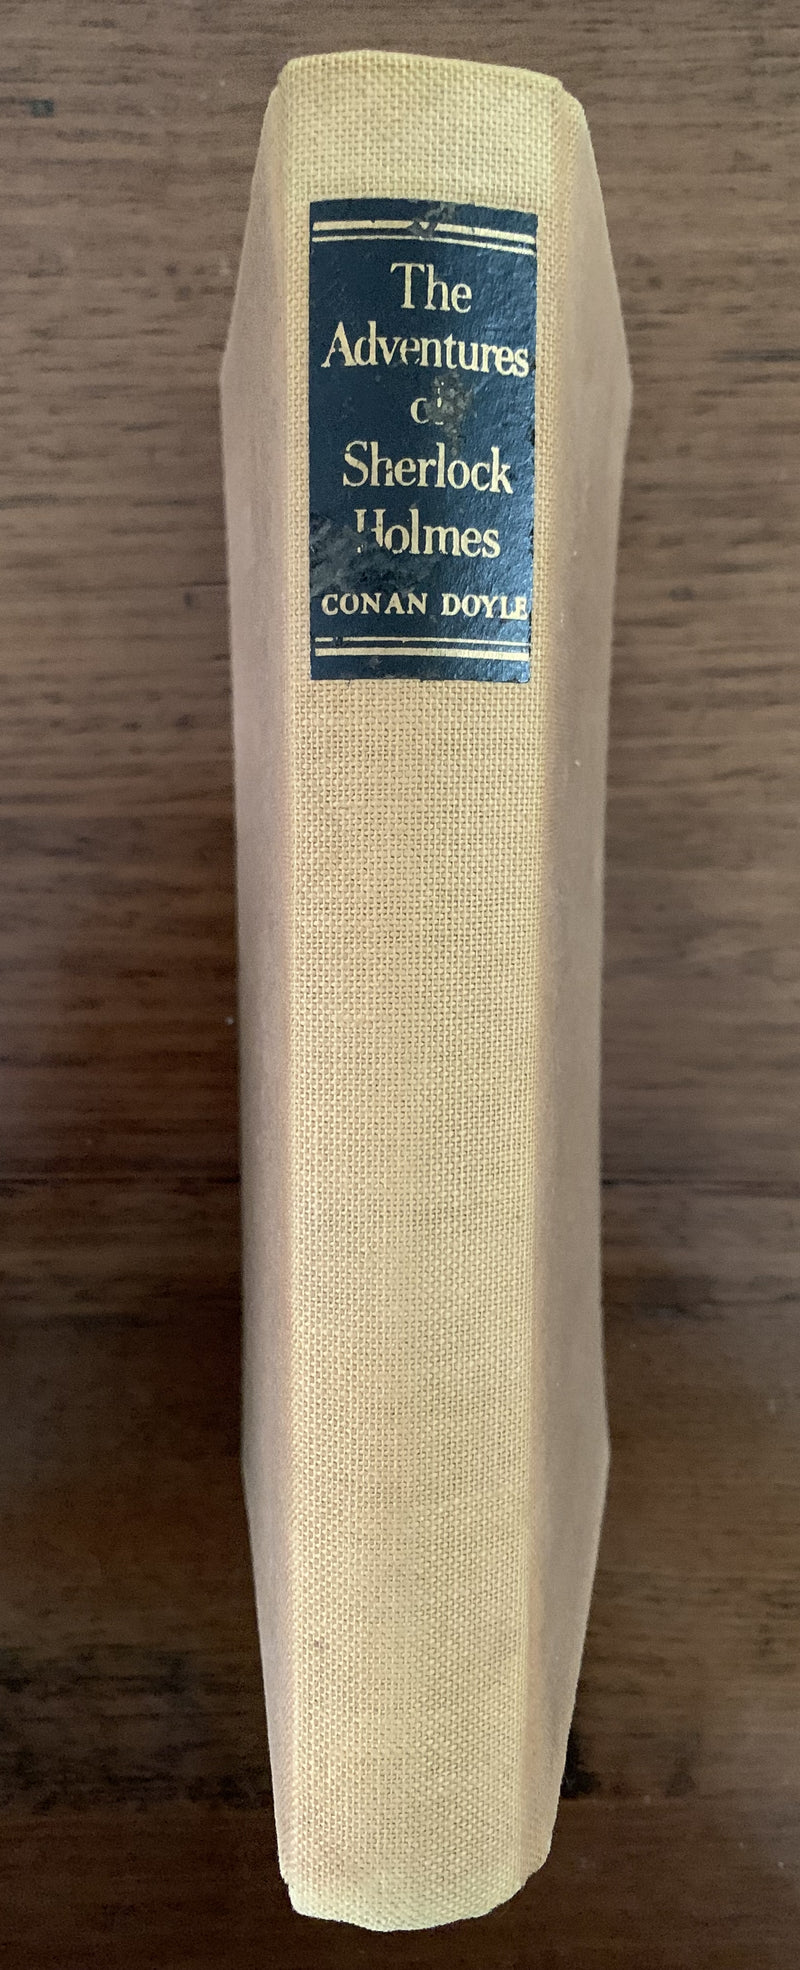 The
Adventures
of
Sherlock
Holmes
CONAN DOYLE